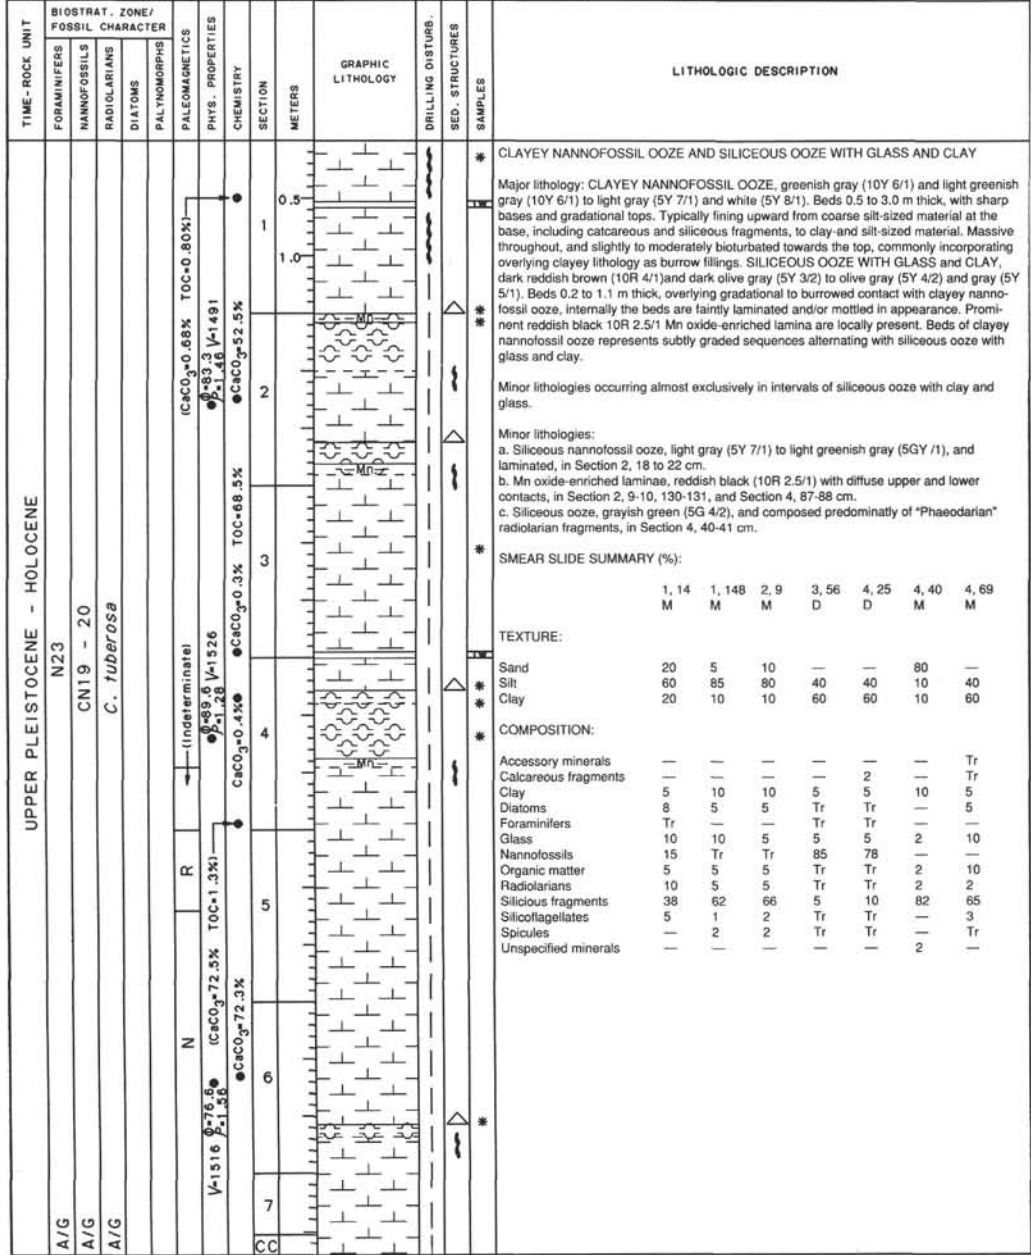 TIME-ROCK UNIT
BIOSTRAT. ZONE/
FOSSIL CHARACTER
FORAMINIFERS
NANNOFOSSILS
RADIOLARIANS
DIATOMS
PALYNOMORPHS
PALEOMAGNETICS
PHYS. PROPERTIES
CHEMISTRY
SECTION
METERS
GRAPHIC
LITHOLOGY
DRILLING DISTURB.
SED. STRUCTURES
SAMPLES
LITHOLOGIC DESCRIPTION
UPPER PLEISTOCENE - HOLOCENE
N23
CN19 - 20
C. tuberosa
A/G
A/G
A/G
(Indeterminate)
R
N
(CaCO3=0.68% TOC=0.80%)
Φ=83.3 V=1491
P=1.46
Φ=89.6 V=1526
P=1.28
(CaCO3=72.5% TOC=1.3%)
V=1516 Φ=76.6
P=1.56
CaCO3=52.5%
CaCO3=0.3% TOC=68.5%
CaCO3=0.4%
CaCO3=72.3%
1
2
3
4
5
6
7
CC
0.5
1.0
Mn
Mn
Mn
IW
IW
CLAYEY NANNOFOSSIL OOZE AND SILICEOUS OOZE WITH GLASS AND CLAY
Major lithology: CLAYEY NANNOFOSSIL OOZE, greenish gray (10Y 6/1) and light greenish
gray (10Y 6/1) to light gray (5Y 7/1) and white (5Y 8/1). Beds 0.5 to 3.0 m thick, with sharp
bases and gradational tops. Typically fining upward from coarse silt-sized material at the
base, including catcareous and siliceous fragments, to clay-and silt-sized material. Massive
throughout, and slightly to moderately bioturbated towards the top, commonly incorporating
overlying clayey lithology as burrow fillings. SILICEOUS OOZE WITH GLASS and CLAY,
dark reddish brown (10R 4/1)and dark olive gray (5Y 3/2) to olive gray (5Y 4/2) and gray (5Y
5/1). Beds 0.2 to 1.1 m thick, overlying gradational to burrowed contact with clayey nanno-
fossil ooze, internally the beds are faintly laminated and/or mottled in appearance. Promi-
nent reddish black 10R 2.5/1 Mn oxide-enriched lamina are locally present. Beds of clayey
nannofossil ooze represents subtly graded sequences alternating with siliceous ooze with
glass and clay.
Minor lithologies occurring almost exclusively in intervals of siliceous ooze with clay and
glass.
Minor lithologies:
a. Siliceous nannofossil ooze, light gray (5Y 7/1) to light greenish gray (5GY /1), and
laminated, in Section 2, 18 to 22 cm.
b. Mn oxide-enriched laminae, reddish black (10R 2.5/1) with diffuse upper and lower
contacts, in Section 2, 9-10, 130-131, and Section 4, 87-88 cm.
c. Siliceous ooze, grayish green (5G 4/2), and composed predominatly of "Phaeodarian"
radiolarian fragments, in Section 4, 40-41 cm.
SMEAR SLIDE SUMMARY (%):
1, 14 1, 148 2, 9 3, 56 4, 25 4, 40 4, 69
M M M D D M M
TEXTURE:
Sand 20 5 10 — — 80 —
Silt 60 85 80 40 40 10 40
Clay 20 10 10 60 60 10 60
COMPOSITION:
Accessory minerals — — — — — — Tr
Calcareous fragments — — — — 2 — Tr
Clay 5 10 10 5 5 10 5
Diatoms 8 5 5 Tr Tr — 5
Foraminifers Tr — — Tr Tr — —
Glass 10 10 5 5 5 2 10
Nannofossils 15 Tr Tr 85 78 — —
Organic matter 5 5 5 Tr Tr 2 10
Radiolarians 10 5 5 Tr Tr 2 2
Silicious fragments 38 62 66 5 10 82 65
Silicoflagellates 5 1 2 Tr Tr — 3
Spicules — 2 2 Tr Tr — Tr
Unspecified minerals — — — — — 2 —